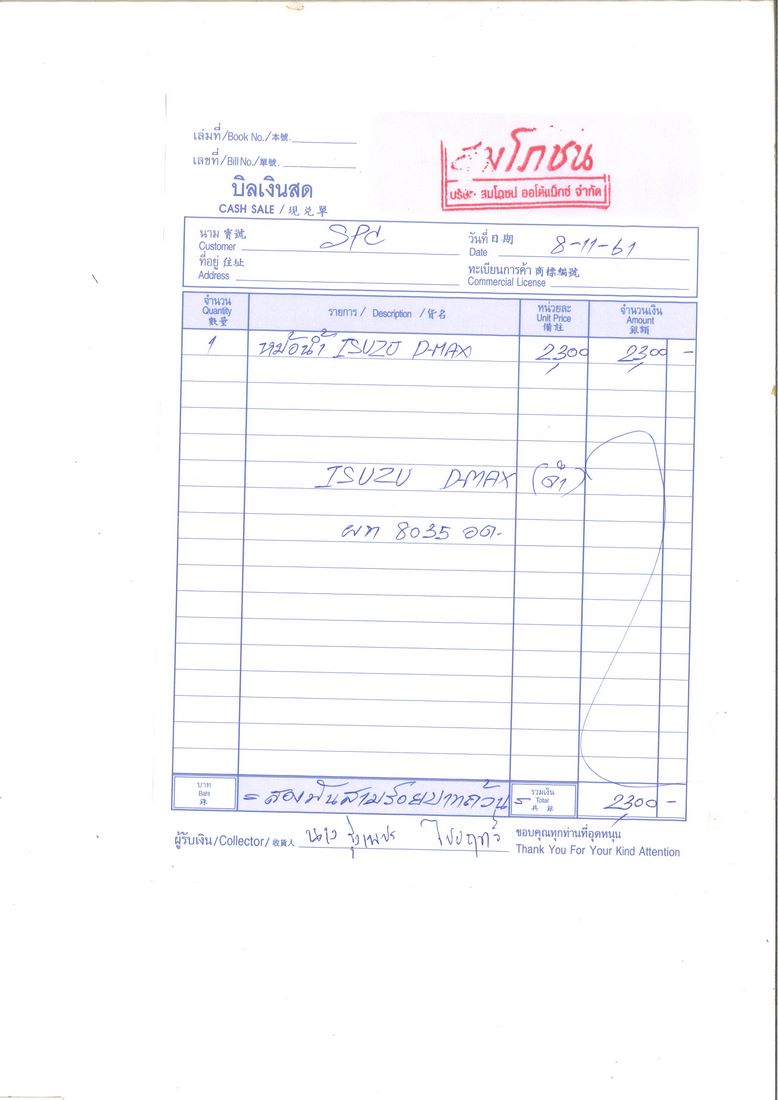 เล่มที่/Book No./本號.
เลขที่/Bill No./單號.
สมโภชน์
บริษัท สมโภชน์ ออโต้แม็กซ์ จำกัด
บิลเงินสด
CASH SALE / 現兌單
นาม 寶號
Customer SPC
วันที่ 日期
Date 8-11-61
ที่อยู่ 住址
Address
ทะเบียนการค้า 商標編號
Commercial License
จำนวน รายการ / Description / 貨名 หน่วยละ จำนวนเงิน
Quantity Unit Price Amount
數量 備註 銀額
1 หม้อน้ำ ISUZU D-MAX 2300 2300 -
ISUZU D-MAX (ดำ)
ผท 8035 อด.
บาท
Baht
銖
= สองพันสามร้อยบาทถ้วน =
รวมเงิน
Total
共銀
2300 -
ผู้รับเงิน/Collector/收貨人 นาง
ขอบคุณทุกท่านที่อุดหนุน
Thank You For Your Kind Attention